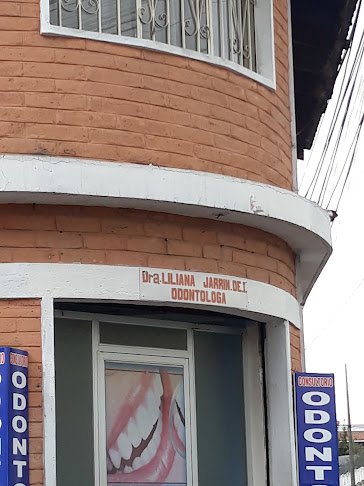 Dra. LILIANA JARRIN. DE. I.
ODONTOLOGA
CONSULTORIO
ODONT
ODONT